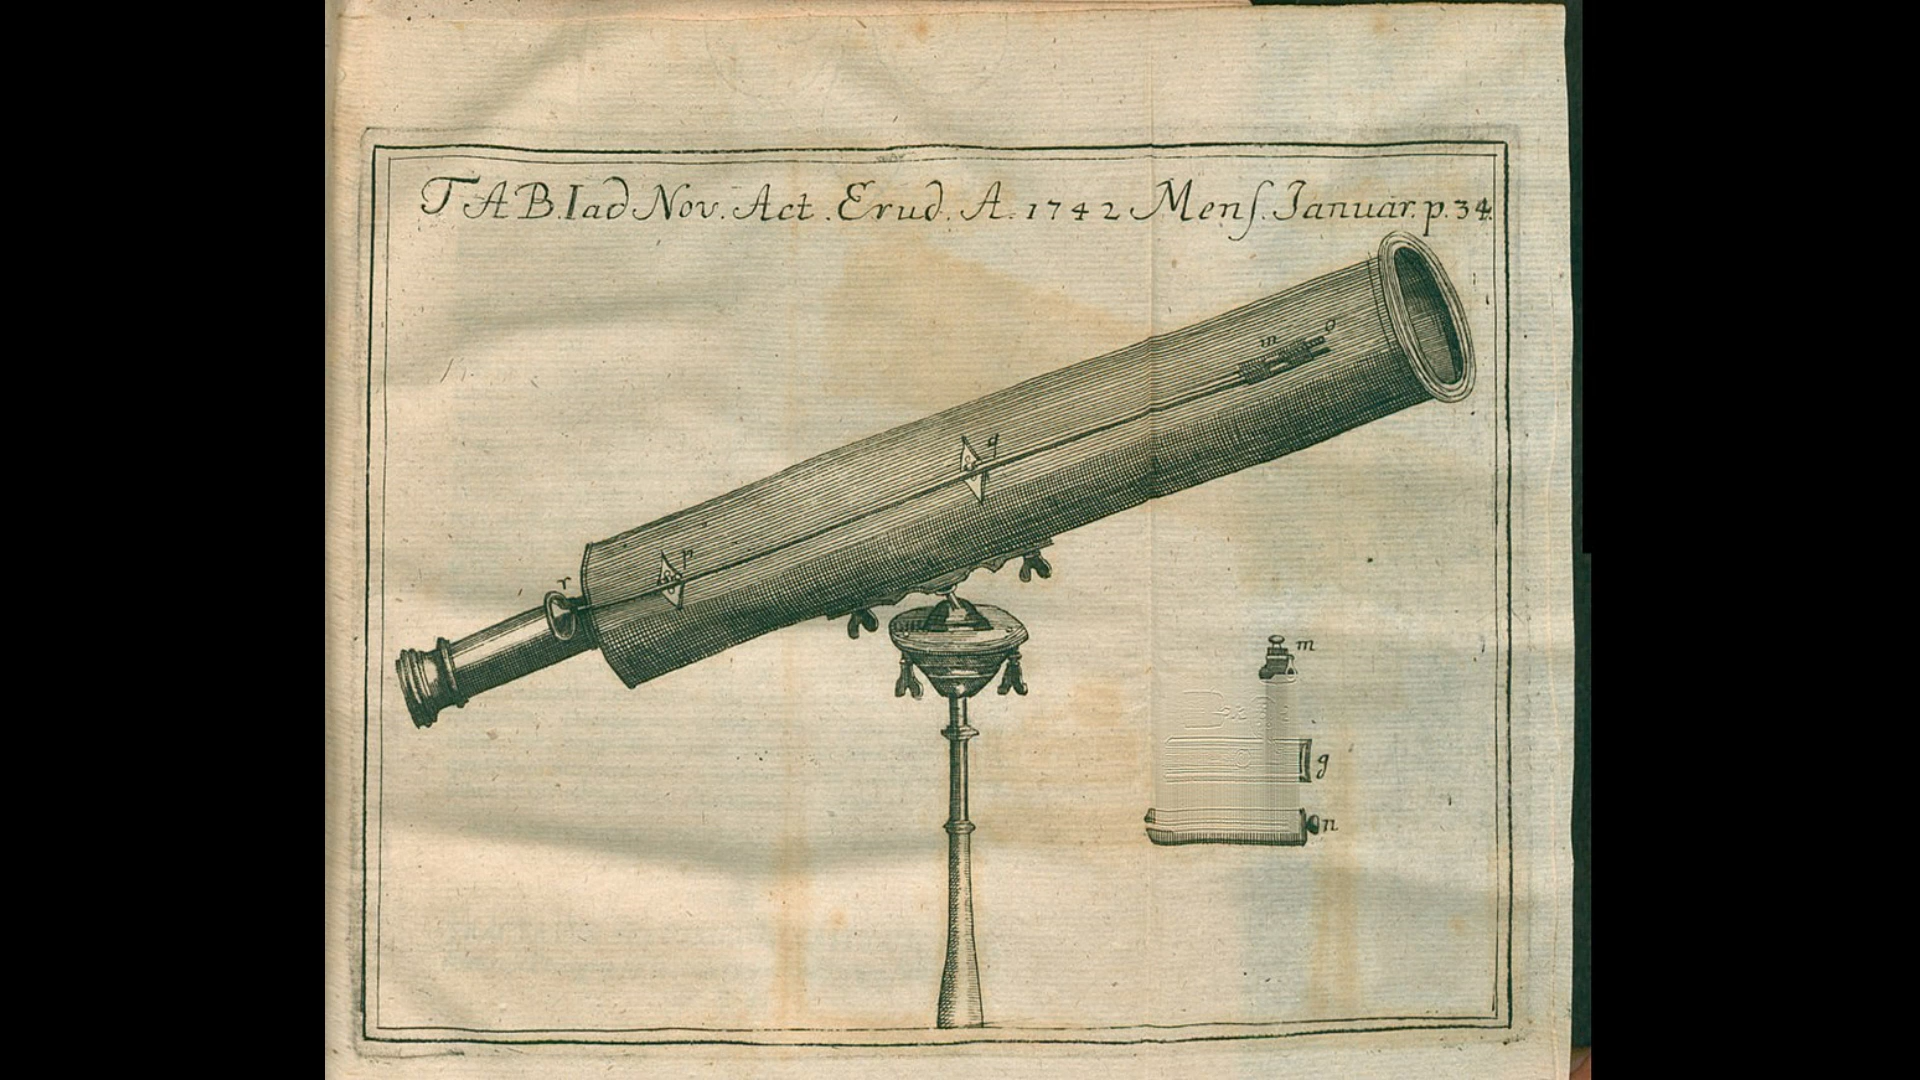 TAB.I ad Nov. Act. Erud. A. 1742 Menſ. Januar. p. 34.
o
m
q
p
r
m
g
n